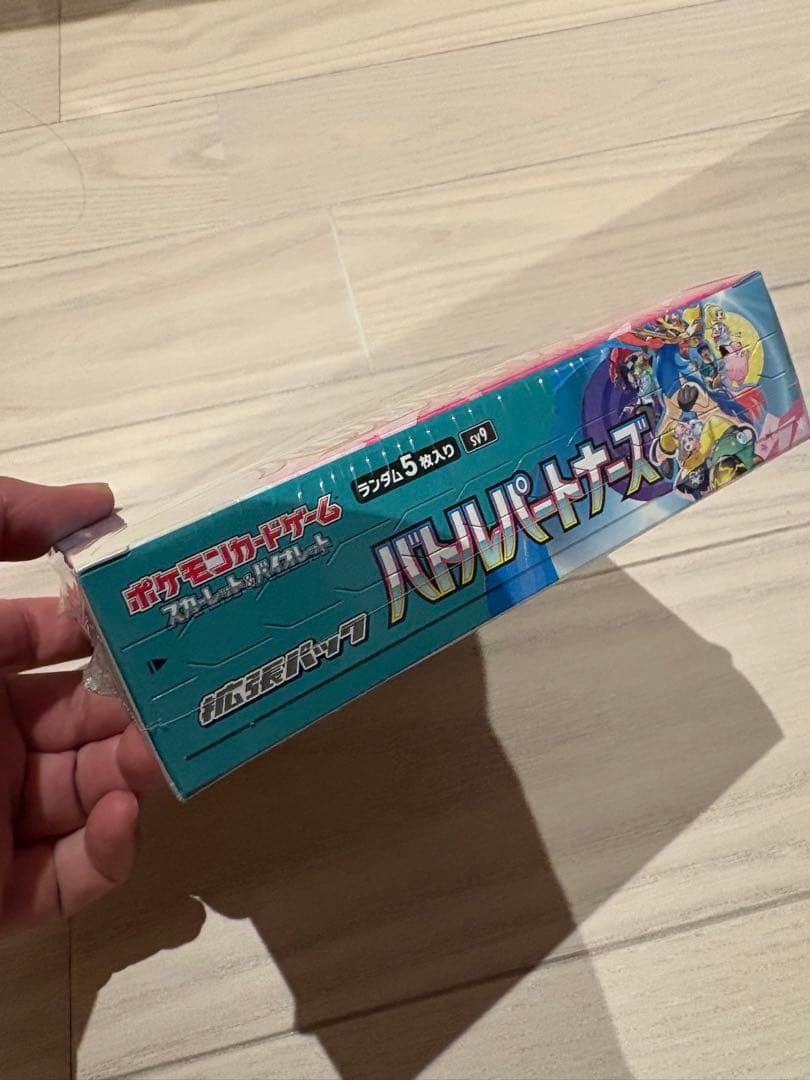 ポケモンカードゲーム
スカーレット&バイオレット
ランダム5枚入り
sv9
拡張パック
バトルパートナーズ